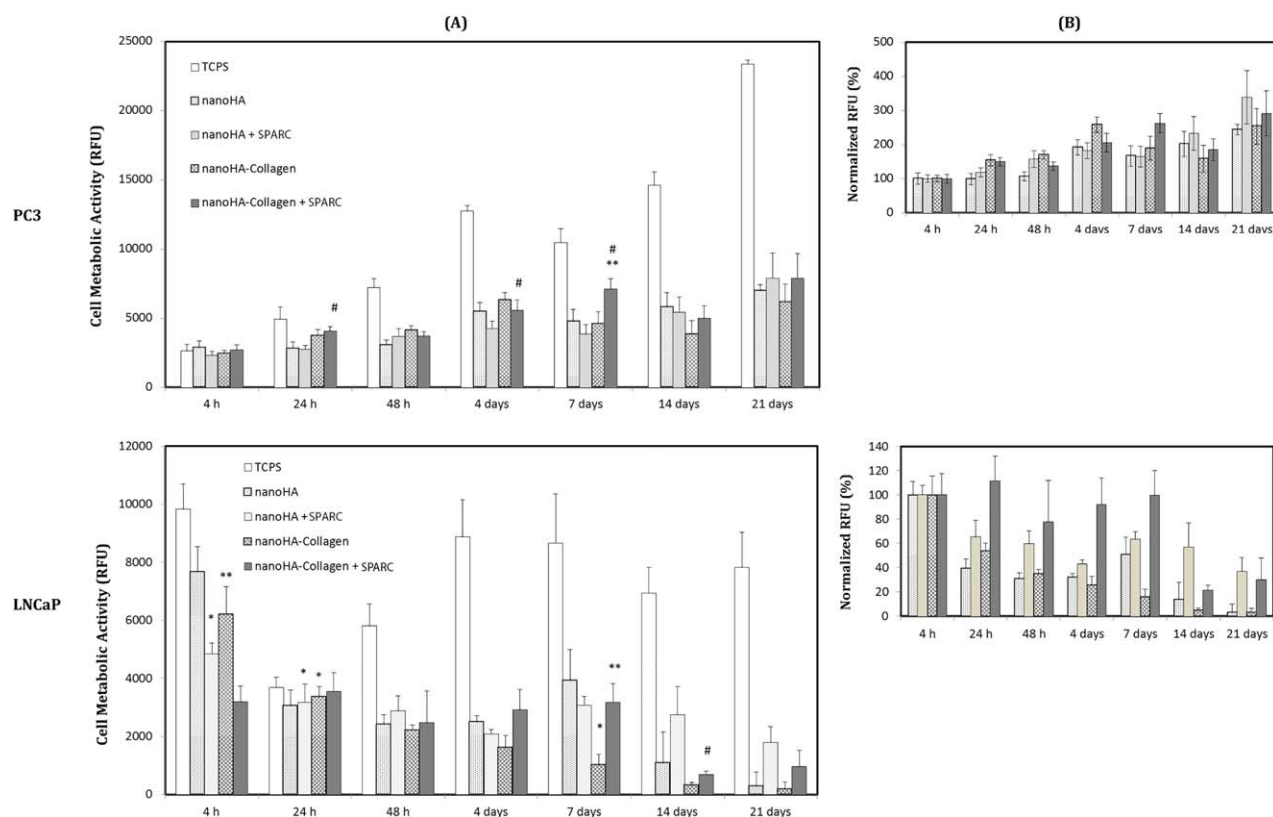 (A)
(B)
PC3
Cell Metabolic Activity (RFU)
25000
20000
15000
10000
5000
0
TCPS
nanoHA
nanoHA + SPARC
nanoHA-Collagen
nanoHA-Collagen + SPARC
#
#
#
**
4 h 24 h 48 h 4 days 7 days 14 days 21 days
Normalized RFU (%)
500
400
300
200
100
0
4 h 24 h 48 h 4 days 7 days 14 days 21 days
LNCaP
Cell Metabolic Activity (RFU)
12000
10000
8000
6000
4000
2000
0
TCPS
nanoHA
nanoHA +SPARC
nanoHA-Collagen
nanoHA-Collagen + SPARC
* ** * * * ** #
4 h 24 h 48 h 4 days 7 days 14 days 21 days
Normalized RFU (%)
140
120
100
80
60
40
20
0
4 h 24 h 48 h 4 days 7 days 14 days 21 days